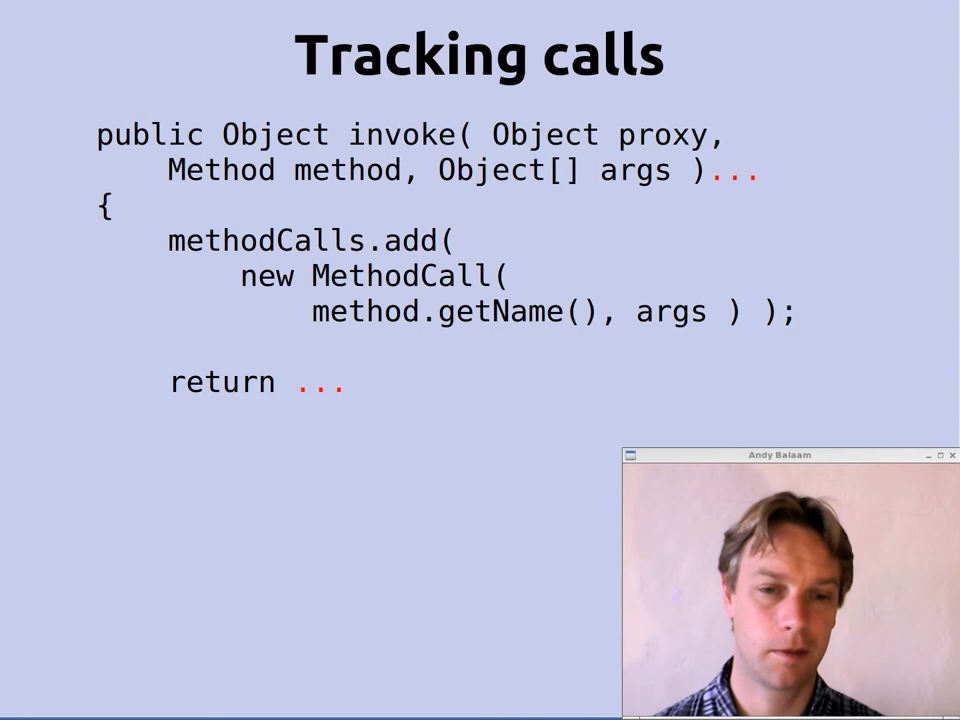 Tracking calls
public Object invoke( Object proxy,
Method method, Object[] args )...
{
methodCalls.add(
new MethodCall(
method.getName(), args ) );
return ...
Andy Balaam